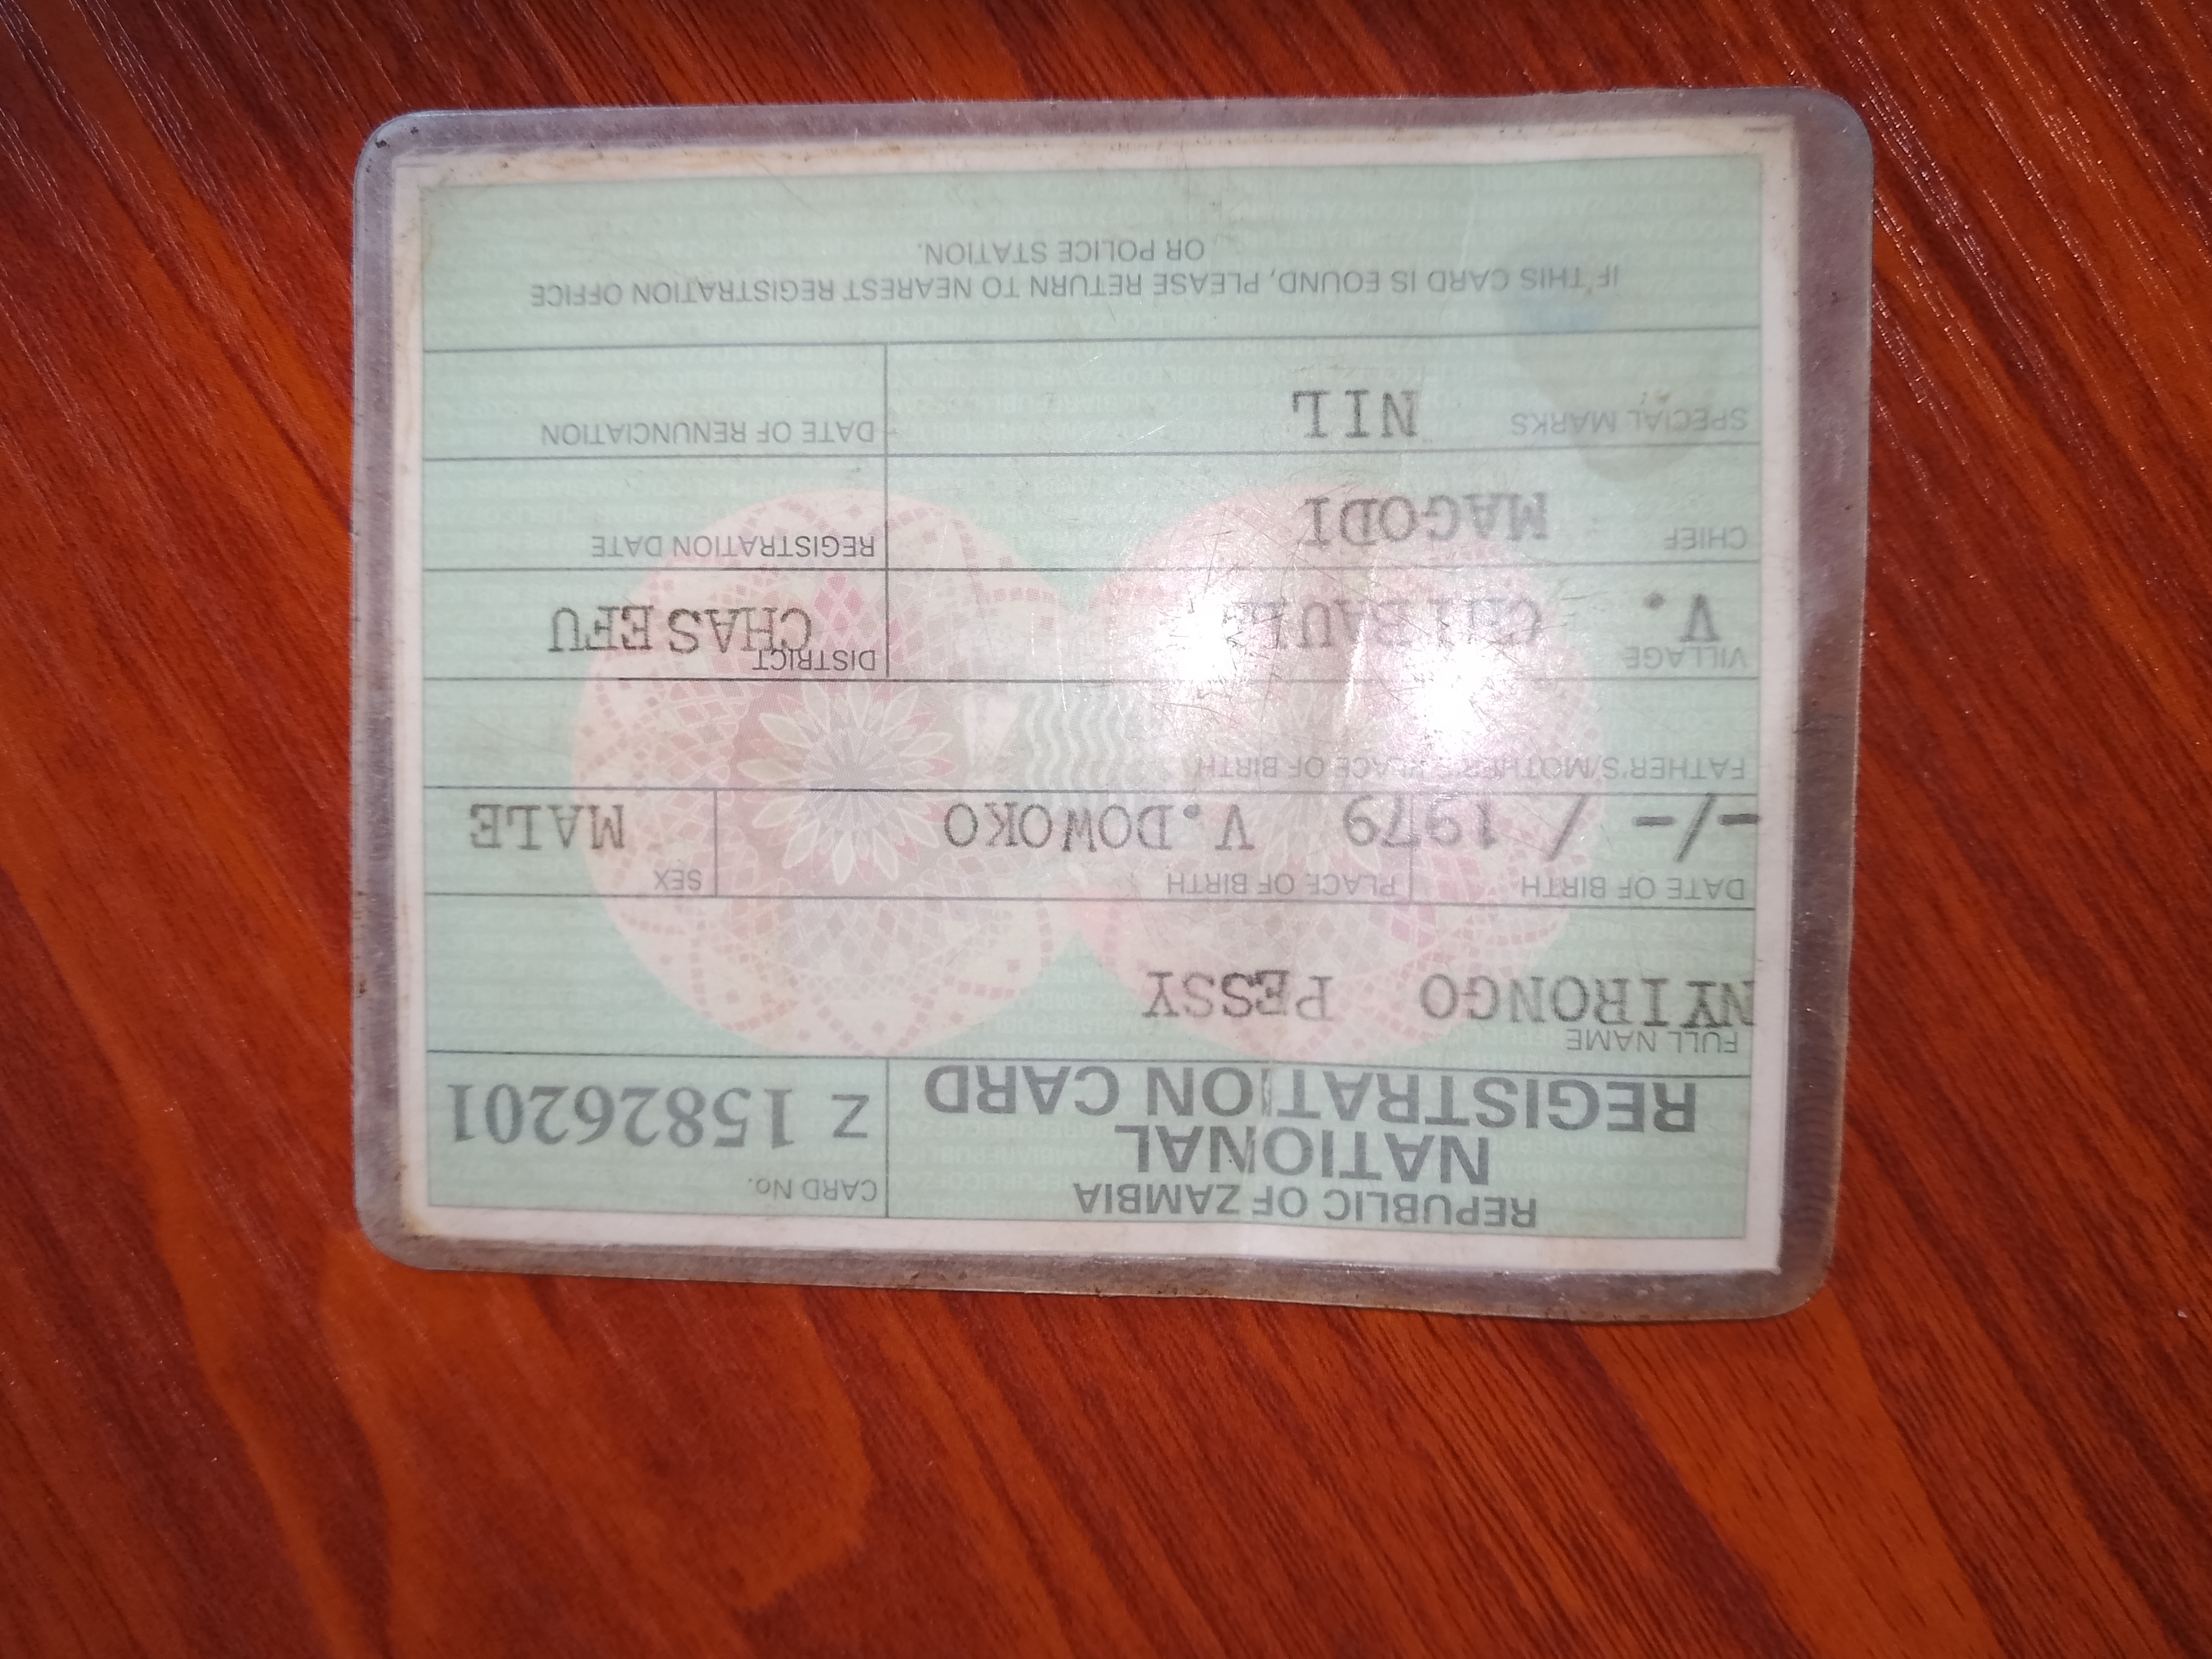 REPUBLIC OF ZAMBIA
NATIONAL
REGISTRATION CARD
CARD No.
Z 15826201
FULL NAME
NYIRONGO PESSY
DATE OF BIRTH PLACE OF BIRTH SEX
-/- / 1979 V.DOWOKO MALE
FATHER'S/MOTHER'S PLACE OF BIRTH
VILLAGE DISTRICT
V. CHASEFU
CHIEF MAGODI REGISTRATION DATE
SPECIAL MARKS NIL DATE OF RENUNCIATION
IF THIS CARD IS FOUND, PLEASE RETURN TO NEAREST REGISTRATION OFFICE
OR POLICE STATION.